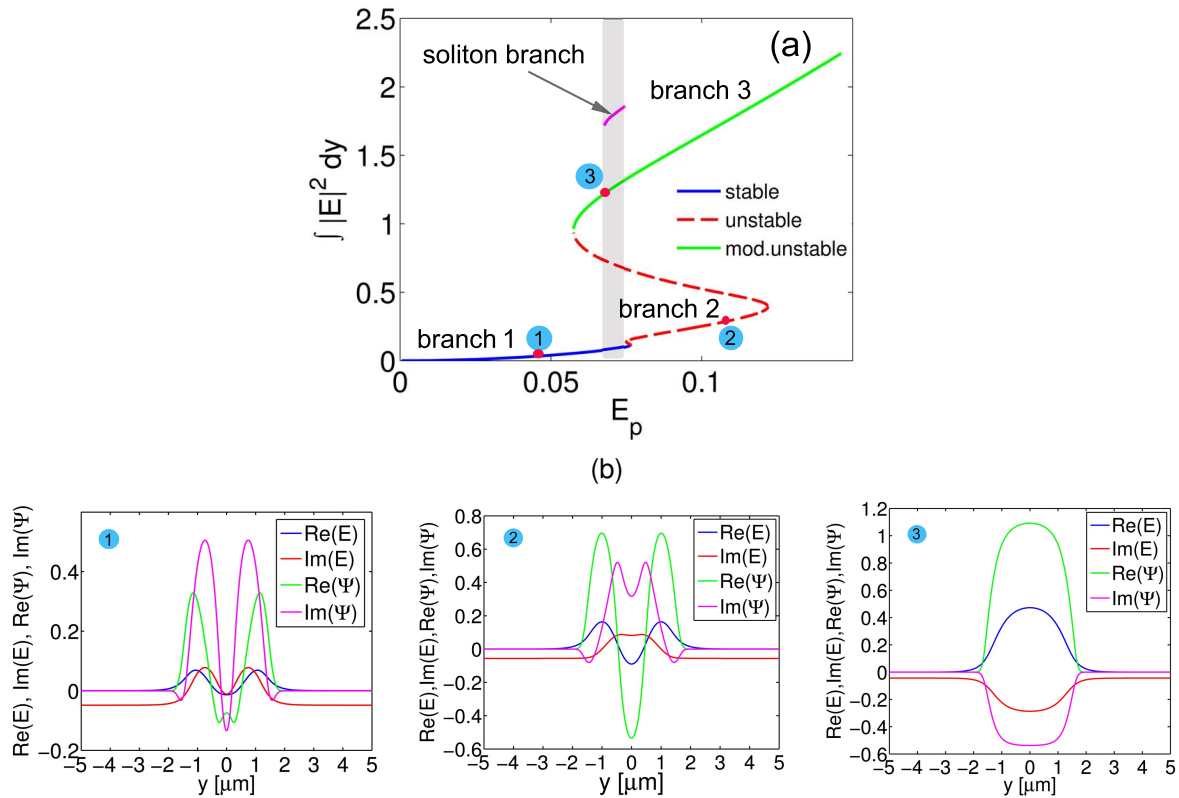 2.5
(a)
soliton branch
2
branch 3
∫ |E|² dy
1.5
3
stable
1
unstable
mod.unstable
0.5
branch 2
branch 1
1
2
0
0
0.05
0.1
E_p
(b)
Re(E), Im(E), Re(Ψ), Im(Ψ)
1
Re(E)
Im(E)
Re(Ψ)
Im(Ψ)
0.4
0.2
0
−0.2
−5 −4 −3 −2 −1 0 1 2 3 4 5
y [μm]
Re(E),Im(E),Re(Ψ),Im(Ψ)
2
Re(E)
Im(E)
Re(Ψ)
Im(Ψ)
0.8
0.6
0.4
0.2
0
−0.2
−0.4
−0.6
−5 −4 −3 −2 −1 0 1 2 3 4 5
y [μm]
Re(E),Im(E),Re(Ψ),Im(Ψ)
3
Re(E)
Im(E)
Re(Ψ)
Im(Ψ)
1.2
1
0.8
0.6
0.4
0.2
0
−0.2
−0.4
−0.6
−5 −4 −3 −2 −1 0 1 2 3 4 5
y [μm]